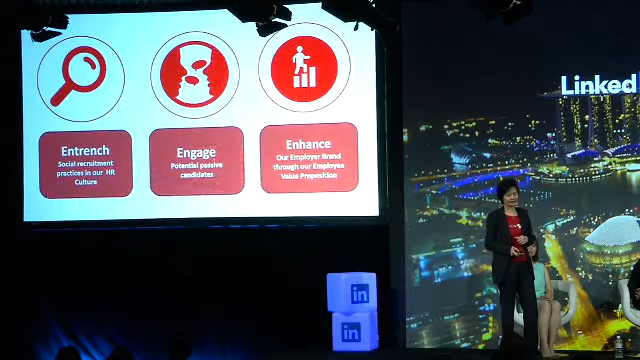 Entrench
Social recruitment
practices in our HR
Culture
Engage
Potential passive
candidates
Enhance
Our Employer Brand
through our Employee
Value Proposition
Linked
in
in